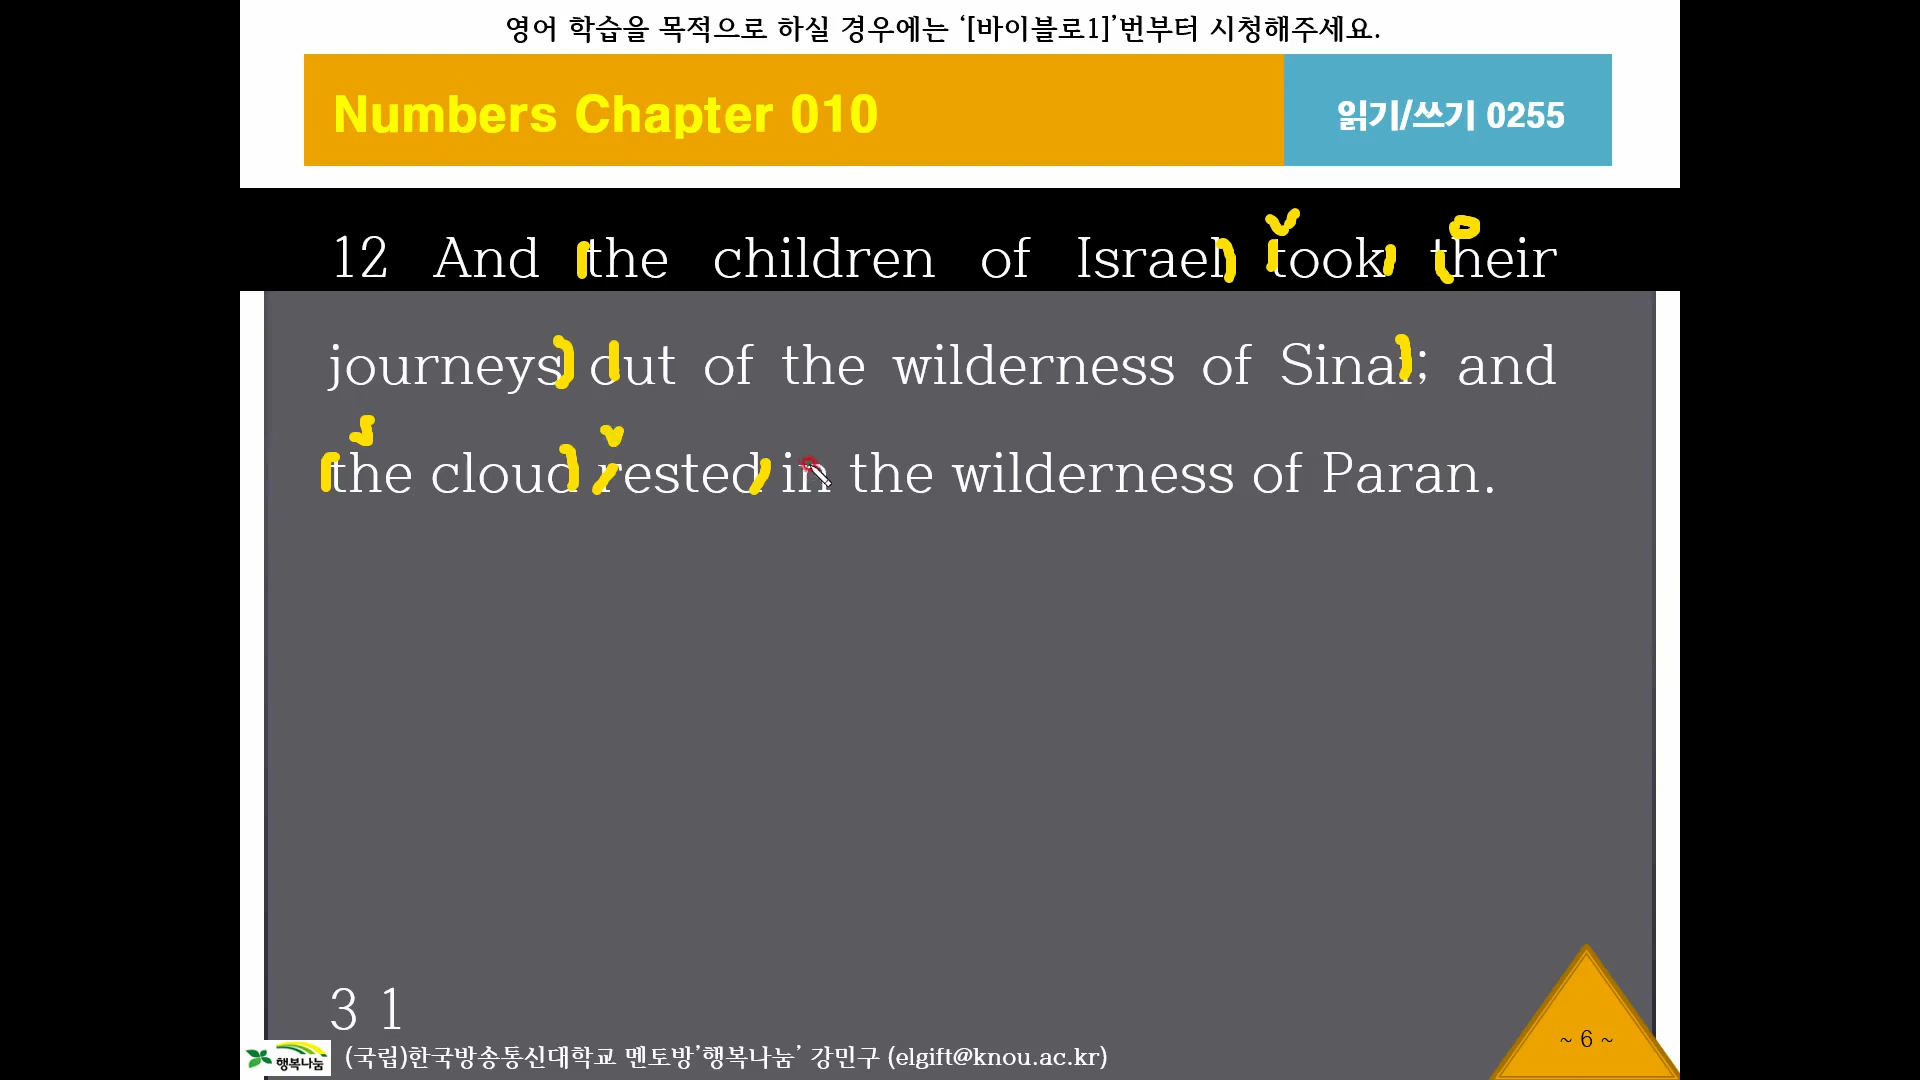 영어 학습을 목적으로 하실 경우에는 ‘[바이블로1]’번부터 시청해주세요.
Numbers Chapter 010
읽기/쓰기 0255
12 And the children of Israel took their
journeys out of the wilderness of Sinai; and
the cloud rested in the wilderness of Paran.
3 1
행복나눔
(국립)한국방송통신대학교 멘토방’행복나눔’ 강민구 (elgift@knou.ac.kr)
~ 6 ~